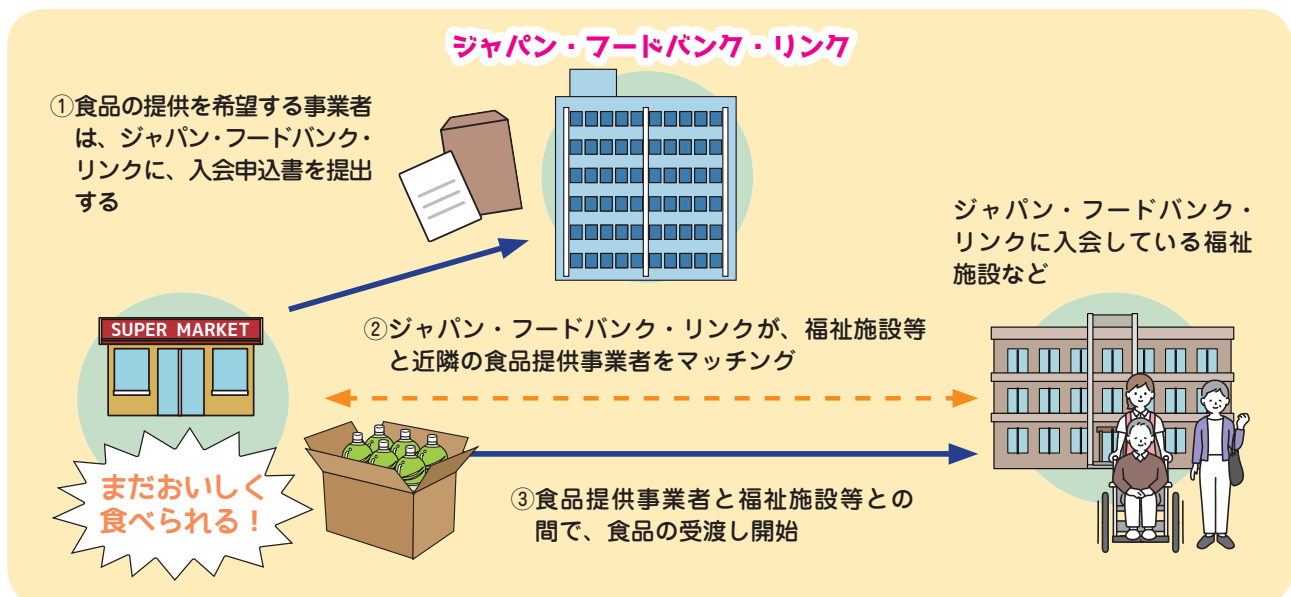 ジャパン・フードバンク・リンク
①食品の提供を希望する事業者
は、ジャパン・フードバンク・
リンクに、入会申込書を提出
する
ジャパン・フードバンク・
リンクに入会している福祉
施設など
SUPER MARKET
②ジャパン・フードバンク・リンクが、福祉施設等
と近隣の食品提供事業者をマッチング
まだおいしく
食べられる！
③食品提供事業者と福祉施設等との
間で、食品の受渡し開始